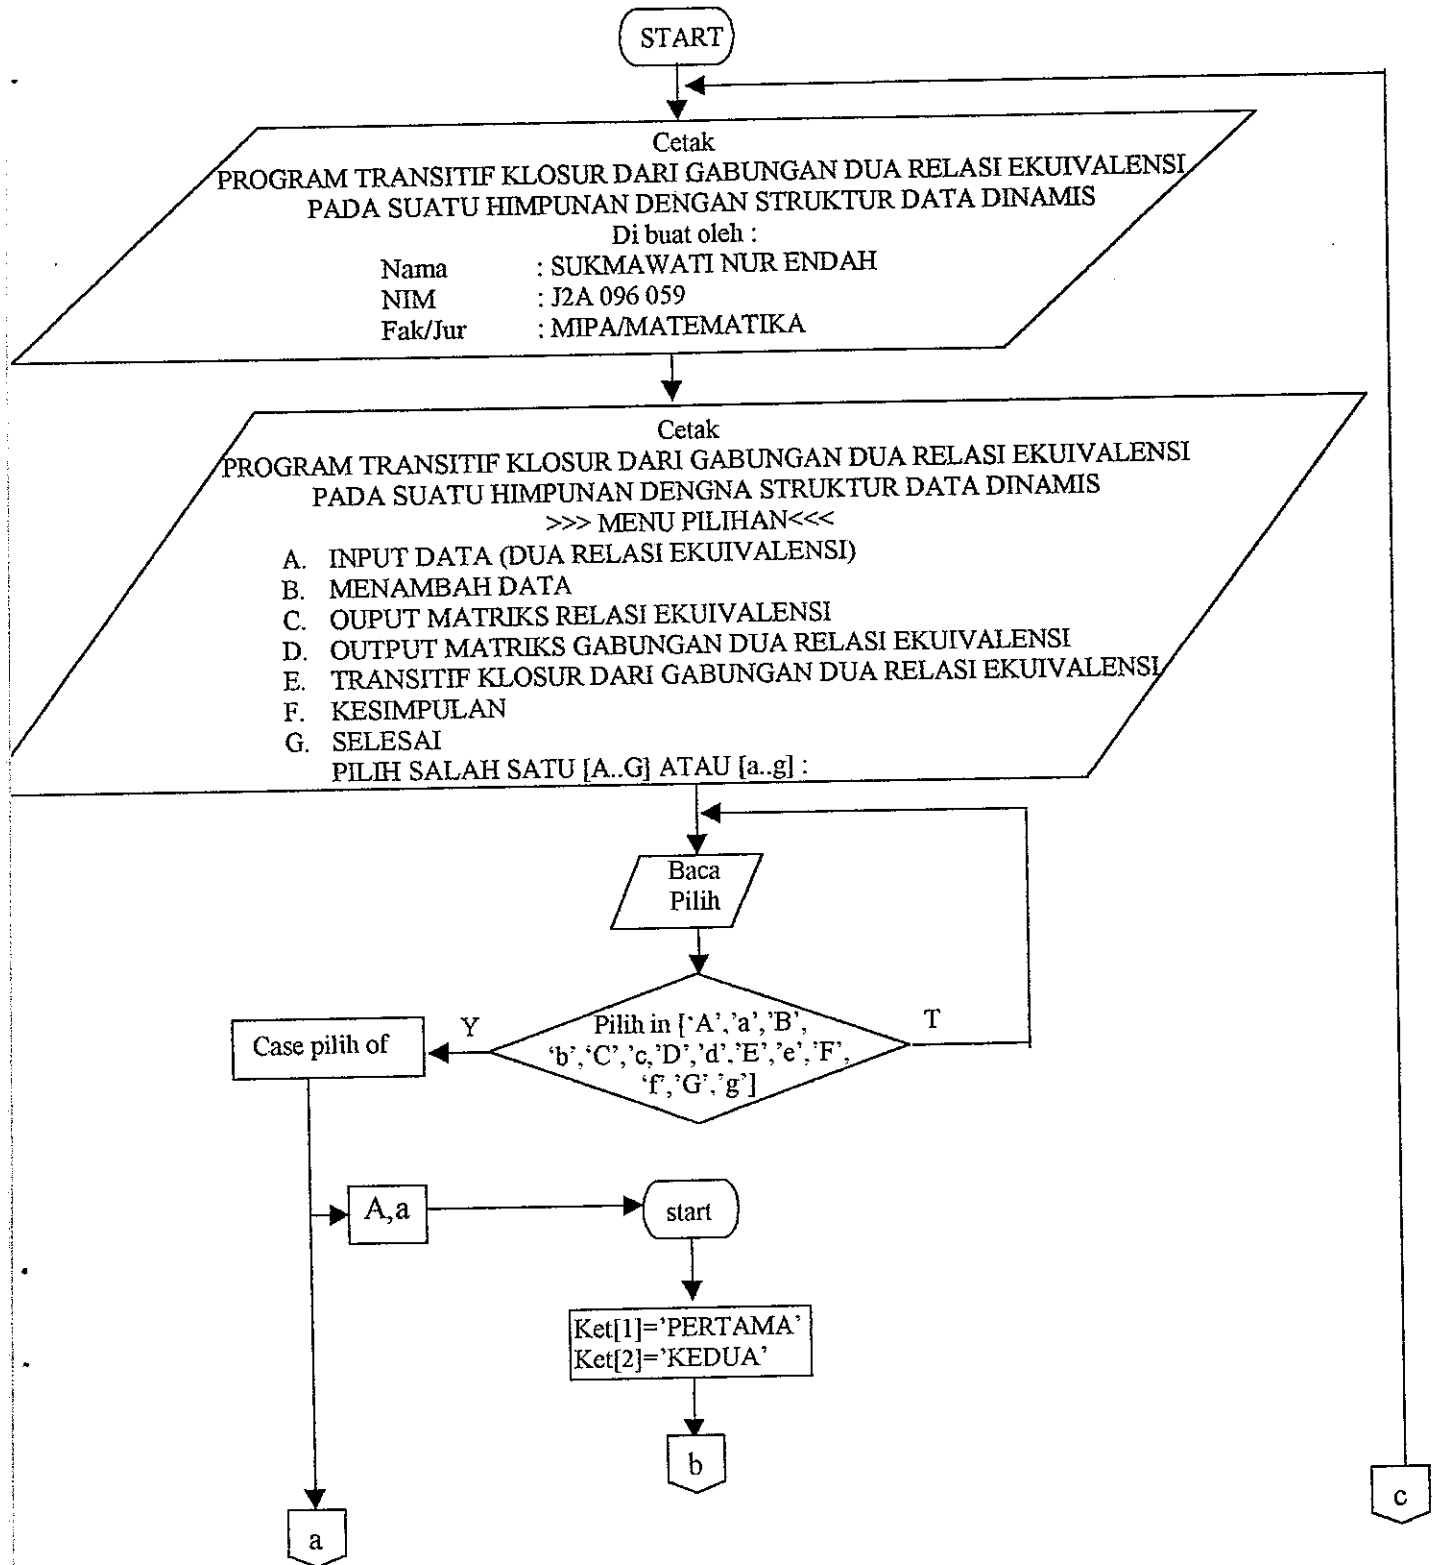 START
Cetak
PROGRAM TRANSITIF KLOSUR DARI GABUNGAN DUA RELASI EKUIVALENSI
PADA SUATU HIMPUNAN DENGAN STRUKTUR DATA DINAMIS
Di buat oleh :
Nama : SUKMAWATI NUR ENDAH
NIM : J2A 096 059
Fak/Jur : MIPA/MATEMATIKA
Cetak
PROGRAM TRANSITIF KLOSUR DARI GABUNGAN DUA RELASI EKUIVALENSI
PADA SUATU HIMPUNAN DENGNA STRUKTUR DATA DINAMIS
>>> MENU PILIHAN<<<
A. INPUT DATA (DUA RELASI EKUIVALENSI)
B. MENAMBAH DATA
C. OUPUT MATRIKS RELASI EKUIVALENSI
D. OUTPUT MATRIKS GABUNGAN DUA RELASI EKUIVALENSI
E. TRANSITIF KLOSUR DARI GABUNGAN DUA RELASI EKUIVALENSI
F. KESIMPULAN
G. SELESAI
PILIH SALAH SATU [A..G] ATAU [a..g] :
Baca
Pilih
Case pilih of
Y
Pilih in [‘A’,’a’,’B’,
‘b’,‘C’,’c,’D’,’d’,’E’,’e’,’F’,
‘f’,’G’,’g’]
T
A,a
start
Ket[1]=’PERTAMA’
Ket[2]=’KEDUA’
b
c
a